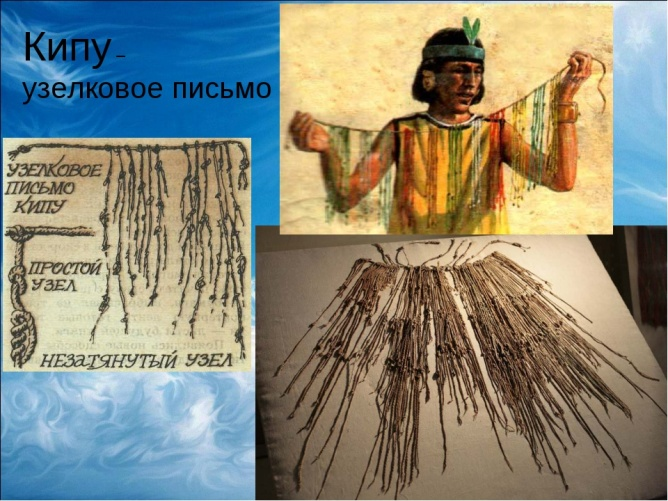 Кипу –
узелковое письмо
УЗЕЛКОВОЕ
ПИСЬМО
КИПУ
ПРОСТОЙ
УЗЕЛ
НЕЗАТЯНУТЫЙ УЗЕЛ